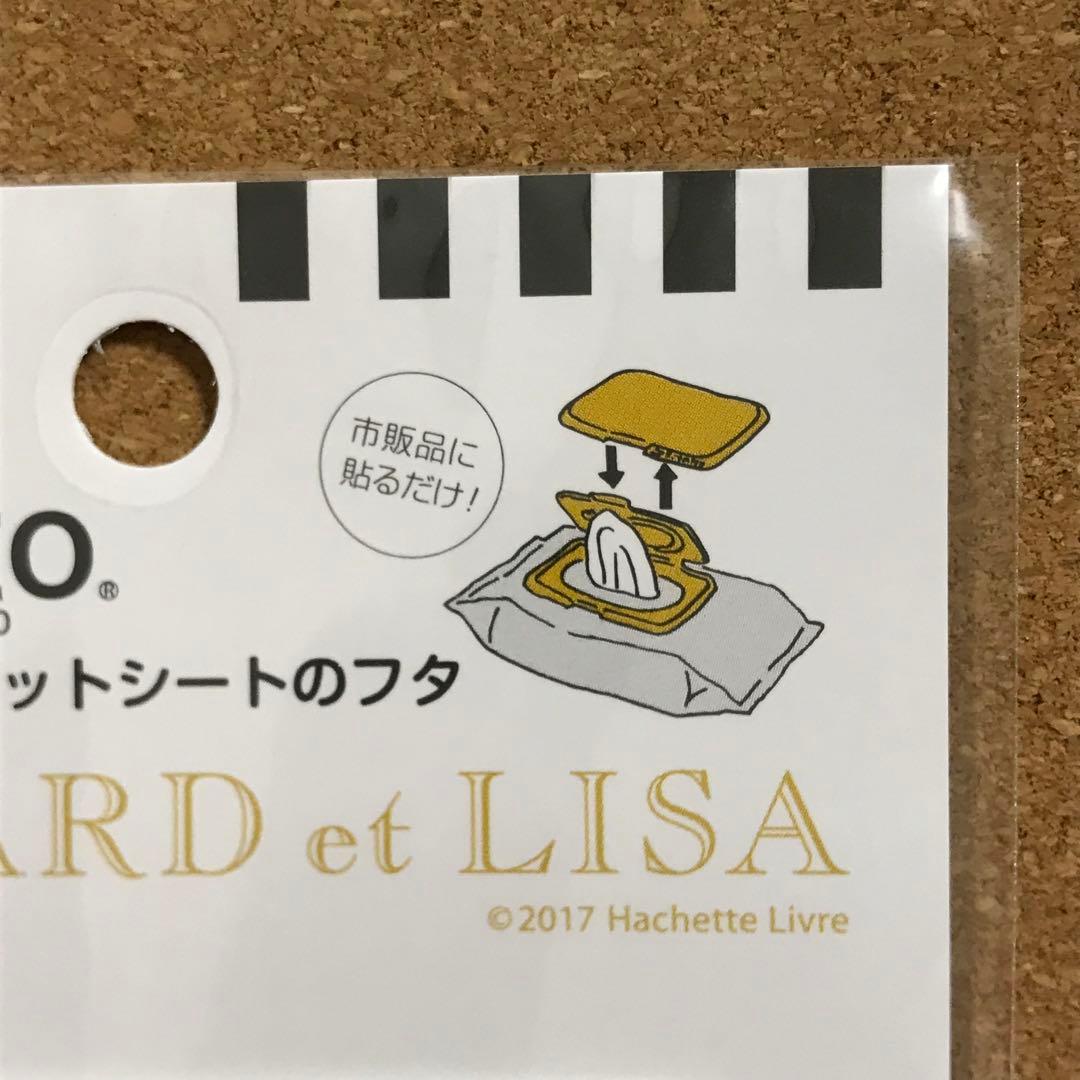 市販品に
貼るだけ!
O®
ットシートのフタ
ARD et LISA
©2017 Hachette Livre